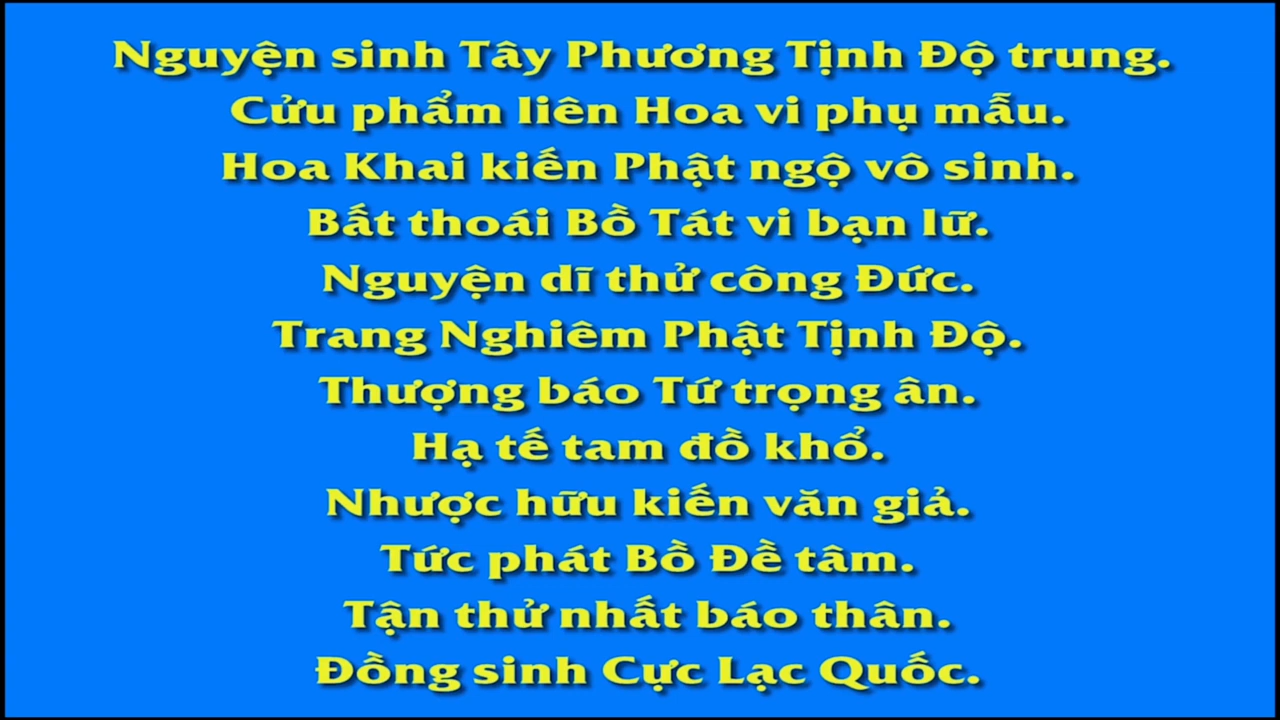 Nguyện sinh Tây Phương Tịnh Độ trung.
Cửu phẩm liên Hoa vi phụ mẫu.
Hoa Khai kiến Phật ngộ vô sinh.
Bất thoái Bồ Tát vi bạn lữ.
Nguyện dĩ thử công Đức.
Trang Nghiêm Phật Tịnh Độ.
Thượng báo Tứ trọng ân.
Hạ tế tam đồ khổ.
Nhược hữu kiến văn giả.
Tức phát Bồ Đề tâm.
Tận thử nhất báo thân.
Đồng sinh Cực Lạc Quốc.